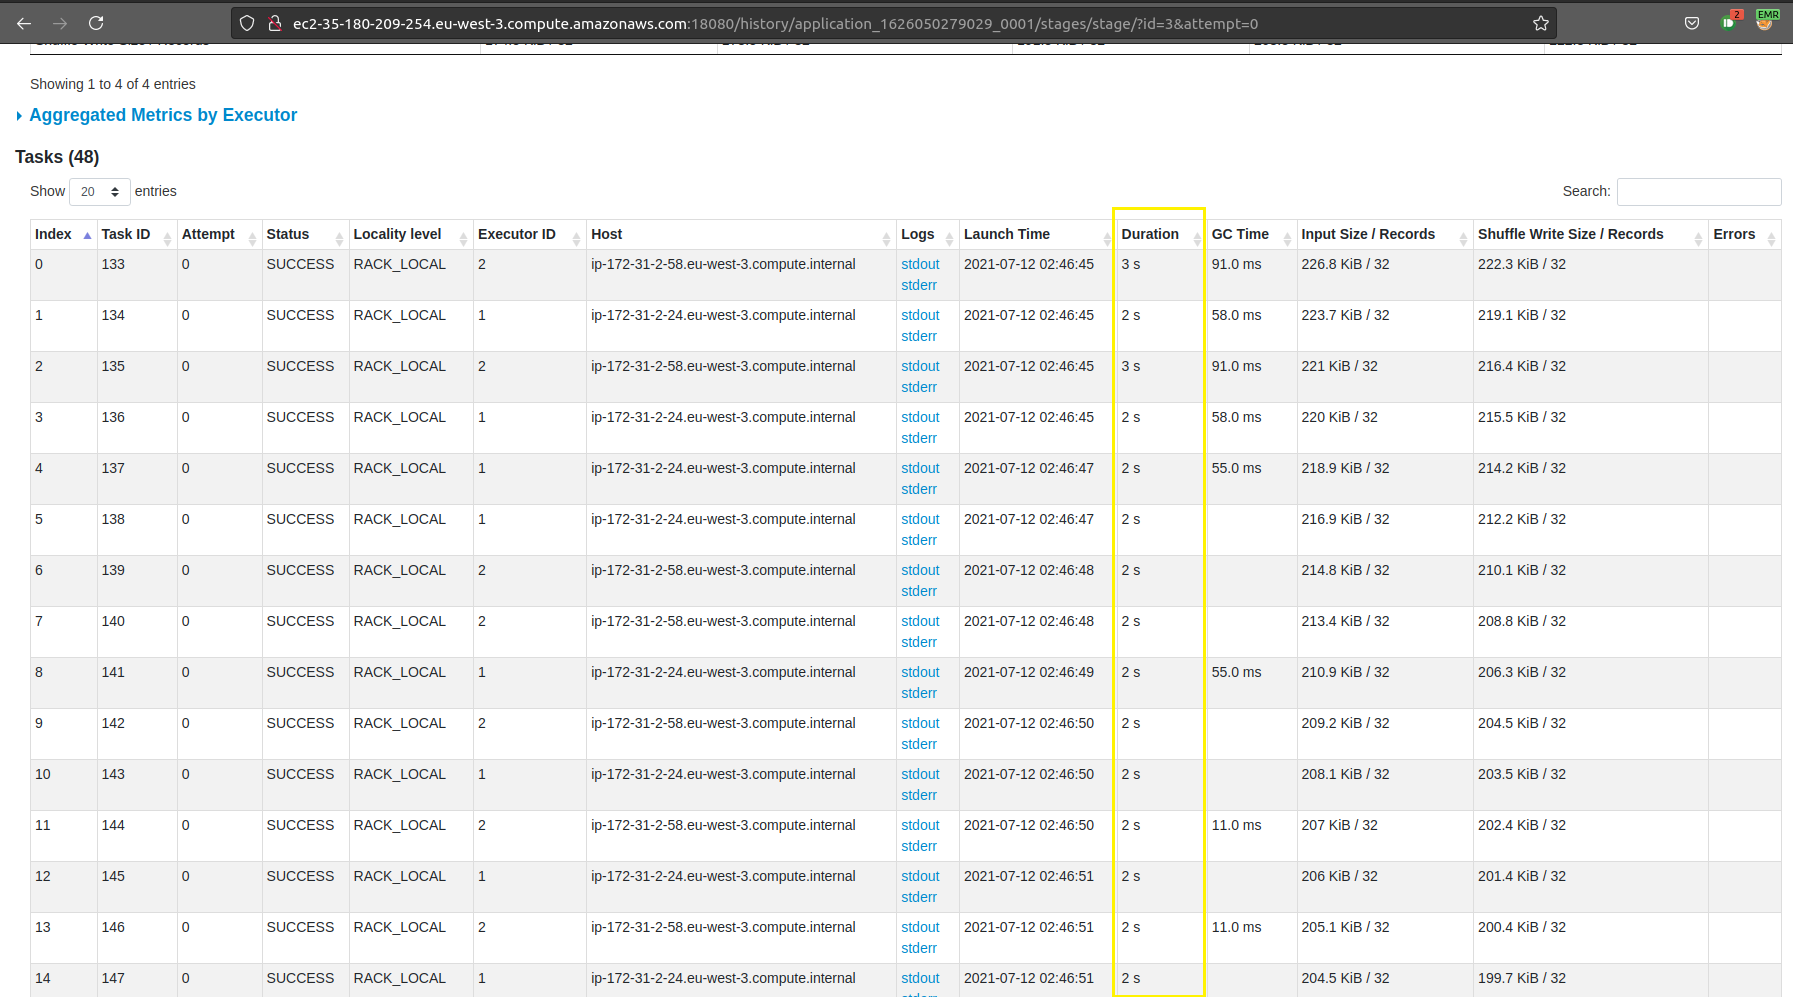 ec2-35-180-209-254.eu-west-3.compute.amazonaws.com:18080/history/application_1626050279029_0001/stages/stage/?id=3&attempt=0 2 EMR
Showing 1 to 4 of 4 entries
Aggregated Metrics by Executor
Tasks (48)
Show 20 entries Search:
Index Task ID Attempt Status Locality level Executor ID Host Logs Launch Time Duration GC Time Input Size / Records Shuffle Write Size / Records Errors
0 133 0 SUCCESS RACK_LOCAL 2 ip-172-31-2-58.eu-west-3.compute.internal stdout 2021-07-12 02:46:45 3 s 91.0 ms 226.8 KiB / 32 222.3 KiB / 32
stderr
1 134 0 SUCCESS RACK_LOCAL 1 ip-172-31-2-24.eu-west-3.compute.internal stdout 2021-07-12 02:46:45 2 s 58.0 ms 223.7 KiB / 32 219.1 KiB / 32
stderr
2 135 0 SUCCESS RACK_LOCAL 2 ip-172-31-2-58.eu-west-3.compute.internal stdout 2021-07-12 02:46:45 3 s 91.0 ms 221 KiB / 32 216.4 KiB / 32
stderr
3 136 0 SUCCESS RACK_LOCAL 1 ip-172-31-2-24.eu-west-3.compute.internal stdout 2021-07-12 02:46:45 2 s 58.0 ms 220 KiB / 32 215.5 KiB / 32
stderr
4 137 0 SUCCESS RACK_LOCAL 1 ip-172-31-2-24.eu-west-3.compute.internal stdout 2021-07-12 02:46:47 2 s 55.0 ms 218.9 KiB / 32 214.2 KiB / 32
stderr
5 138 0 SUCCESS RACK_LOCAL 1 ip-172-31-2-24.eu-west-3.compute.internal stdout 2021-07-12 02:46:47 2 s 216.9 KiB / 32 212.2 KiB / 32
stderr
6 139 0 SUCCESS RACK_LOCAL 2 ip-172-31-2-58.eu-west-3.compute.internal stdout 2021-07-12 02:46:48 2 s 214.8 KiB / 32 210.1 KiB / 32
stderr
7 140 0 SUCCESS RACK_LOCAL 2 ip-172-31-2-58.eu-west-3.compute.internal stdout 2021-07-12 02:46:48 2 s 213.4 KiB / 32 208.8 KiB / 32
stderr
8 141 0 SUCCESS RACK_LOCAL 1 ip-172-31-2-24.eu-west-3.compute.internal stdout 2021-07-12 02:46:49 2 s 55.0 ms 210.9 KiB / 32 206.3 KiB / 32
stderr
9 142 0 SUCCESS RACK_LOCAL 2 ip-172-31-2-58.eu-west-3.compute.internal stdout 2021-07-12 02:46:50 2 s 209.2 KiB / 32 204.5 KiB / 32
stderr
10 143 0 SUCCESS RACK_LOCAL 1 ip-172-31-2-24.eu-west-3.compute.internal stdout 2021-07-12 02:46:50 2 s 208.1 KiB / 32 203.5 KiB / 32
stderr
11 144 0 SUCCESS RACK_LOCAL 2 ip-172-31-2-58.eu-west-3.compute.internal stdout 2021-07-12 02:46:50 2 s 11.0 ms 207 KiB / 32 202.4 KiB / 32
stderr
12 145 0 SUCCESS RACK_LOCAL 1 ip-172-31-2-24.eu-west-3.compute.internal stdout 2021-07-12 02:46:51 2 s 206 KiB / 32 201.4 KiB / 32
stderr
13 146 0 SUCCESS RACK_LOCAL 2 ip-172-31-2-58.eu-west-3.compute.internal stdout 2021-07-12 02:46:51 2 s 11.0 ms 205.1 KiB / 32 200.4 KiB / 32
stderr
14 147 0 SUCCESS RACK_LOCAL 1 ip-172-31-2-24.eu-west-3.compute.internal stdout 2021-07-12 02:46:51 2 s 204.5 KiB / 32 199.7 KiB / 32